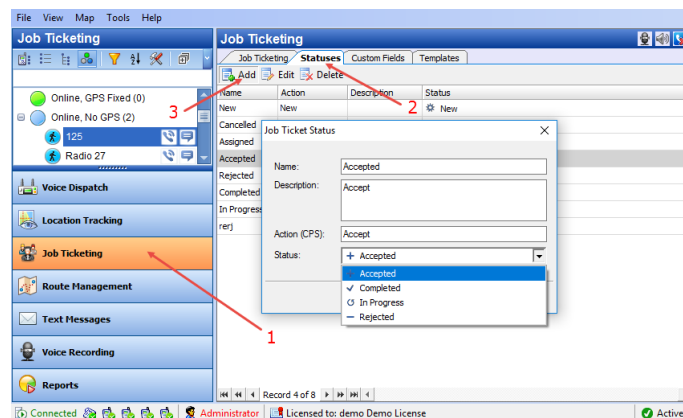 File View Map Tools Help
Job Ticketing
Online, GPS Fixed (0)
Online, No GPS (2)
125
Radio 27
Voice Dispatch
Location Tracking
Job Ticketing
Route Management
Text Messages
Voice Recording
Reports
Job Ticketing
Job Ticketing Statuses Custom Fields Templates
Add Edit Delete
Name Action Description Status
New New New
Cancelled
Assigned
Accepted
Rejected
Completed
In Progress
rerj
Job Ticket Status
Name: Accepted
Description: Accept
Action (CPS): Accept
Status: + Accepted
Accepted
Completed
In Progress
Rejected
1
2
3
Record 4 of 8
Connected Administrator Licensed to: demo Demo License Active